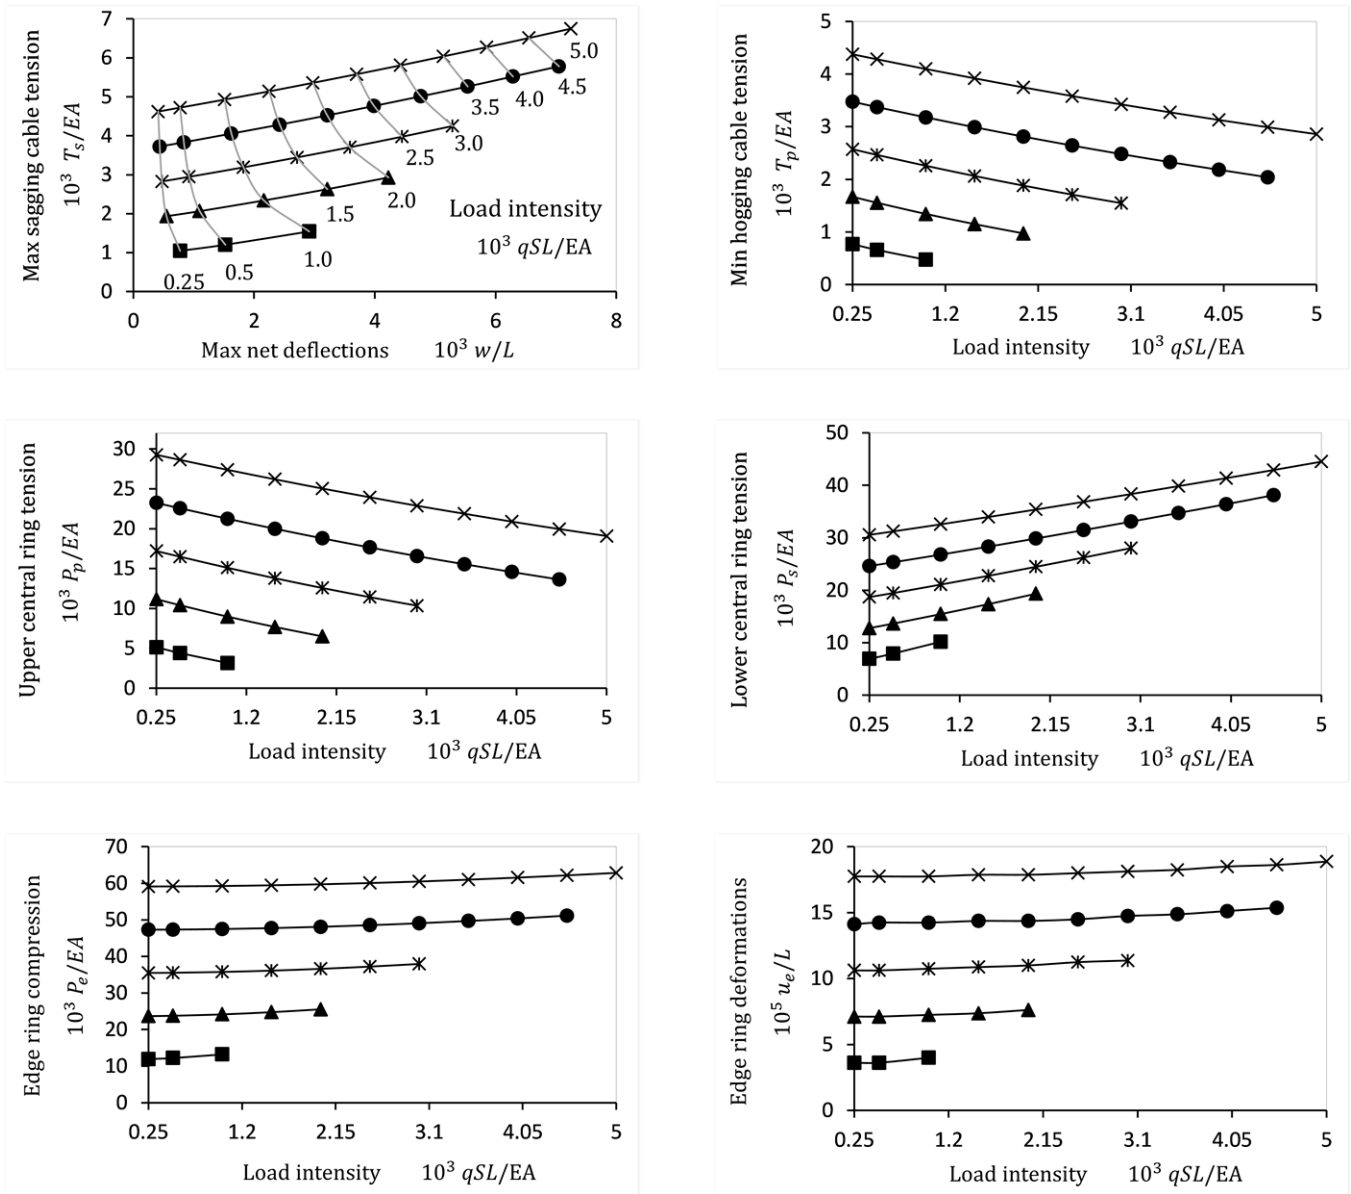 Max sagging cable tension
10³ Tₛ/EA
7
6
5
4
3
2
1
0
0 2 4 6 8
Max net deflections 10³ w/L
0.25
0.5
1.0
1.5
2.0
2.5
3.0
3.5
4.0
4.5
5.0
Load intensity
10³ qSL/EA
Min hogging cable tension
10³ Tₚ/EA
5
4
3
2
1
0
0.25 1.2 2.15 3.1 4.05 5
Load intensity 10³ qSL/EA
Upper central ring tension
10³ Pₚ/EA
30
25
20
15
10
5
0
0.25 1.2 2.15 3.1 4.05 5
Load intensity 10³ qSL/EA
Lower central ring tension
10³ Pₛ/EA
50
40
30
20
10
0
0.25 1.2 2.15 3.1 4.05 5
Load intensity 10³ qSL/EA
Edge ring compression
10³ Pₑ/EA
70
60
50
40
30
20
10
0
0.25 1.2 2.15 3.1 4.05 5
Load intensity 10³ qSL/EA
Edge ring deformations
10⁵ uₑ/L
20
15
10
5
0
0.25 1.2 2.15 3.1 4.05 5
Load intensity 10³ qSL/EA